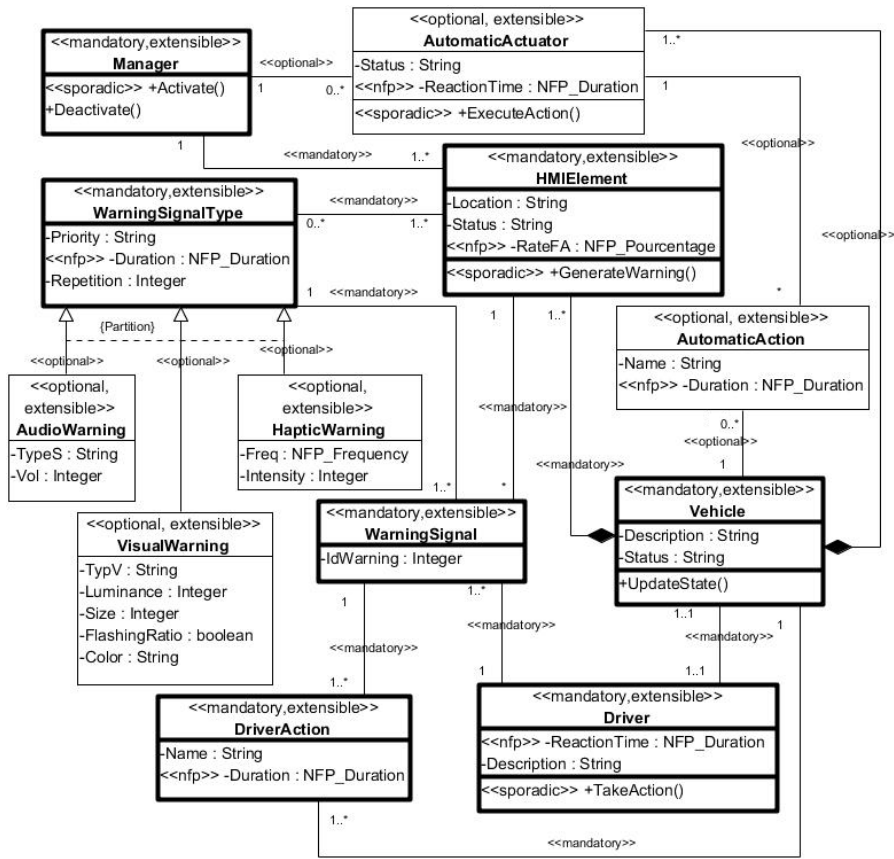 <<optional, extensible>>
AutomaticActuator
-Status : String
<<nfp>> -ReactionTime : NFP_Duration
<<sporadic>> +ExecuteAction()
<<mandatory,extensible>>
Manager
<<sporadic>> +Activate()
+Deactivate()
<<optional>>
1
0..*
1..*
1
<<optional>>
<<optional>>
*
1
<<mandatory>>
1..*
<<mandatory,extensible>>
HMIElement
-Location : String
-Status : String
<<nfp>> -RateFA : NFP_Pourcentage
<<sporadic>> +GenerateWarning()
<<mandatory,extensible>>
WarningSignalType
-Priority : String
<<nfp>> -Duration : NFP_Duration
-Repetition : Integer
<<mandatory>>
0..*
1..*
1
<<mandatory>>
1
1..*
{Partition}
<<optional>>
<<optional>>
<<optional>>
<<optional, extensible>>
AutomaticAction
-Name : String
<<nfp>> -Duration : NFP_Duration
0..*
<<optional>>
1
<<optional,
extensible>>
AudioWarning
-TypeS : String
-Vol : Integer
<<optional,
extensible>>
HapticWarning
-Freq : NFP_Frequency
-Intensity : Integer
<<mandatory>>
<<mandatory>>
1..*
*
<<optional, extensible>>
VisualWarning
-TypV : String
-Luminance : Integer
-Size : Integer
-FlashingRatio : boolean
-Color : String
<<mandatory,extensible>>
WarningSignal
-IdWarning : Integer
<<mandatory,extensible>>
Vehicle
-Description : String
-Status : String
+UpdateState()
1
<<mandatory>>
1..*
1..*
<<mandatory>>
1
1..1
<<mandatory>>
1..1
1
<<mandatory,extensible>>
DriverAction
-Name : String
<<nfp>> -Duration : NFP_Duration
1..*
<<mandatory,extensible>>
Driver
<<nfp>> -ReactionTime : NFP_Duration
-Description : String
<<sporadic>> +TakeAction()
<<mandatory>>